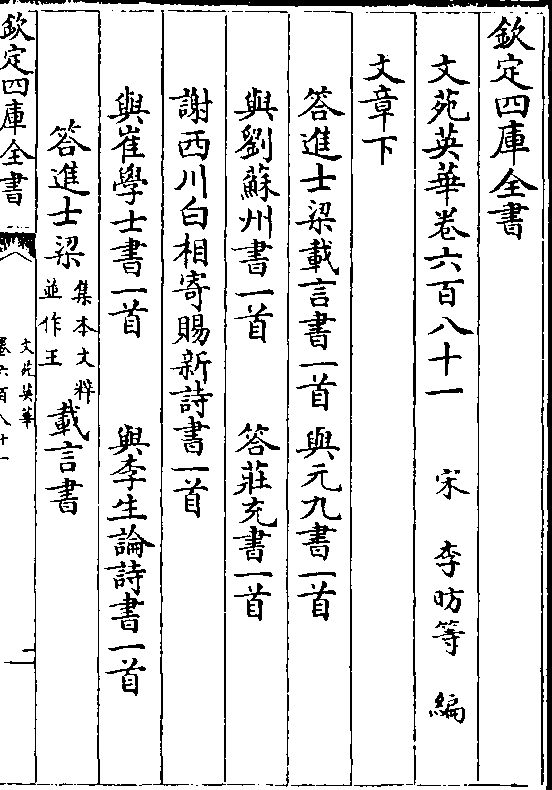 欽定四庫全書
文苑英華卷六百八十一 宋 李昉等 編
文章下
答進士梁載言書一首 與元九書一首
與劉蘇州書一首 答莊充書一首
謝西川白相寄賜新詩書一首
與崔學士書一首 與李生論詩書一首
答進士梁集本文粹並作王載言書
欽定四庫全書 文苑英華 卷六百八十一 一